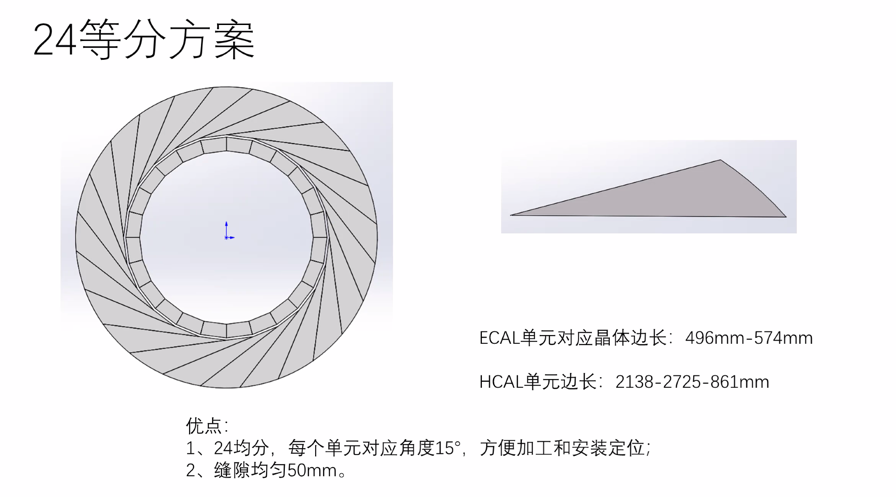 24等分方案
ECAL单元对应晶体边长：496mm-574mm
HCAL单元边长：2138-2725-861mm
优点：
1、24均分，每个单元对应角度15°，方便加工和安装定位；
2、缝隙均匀50mm。